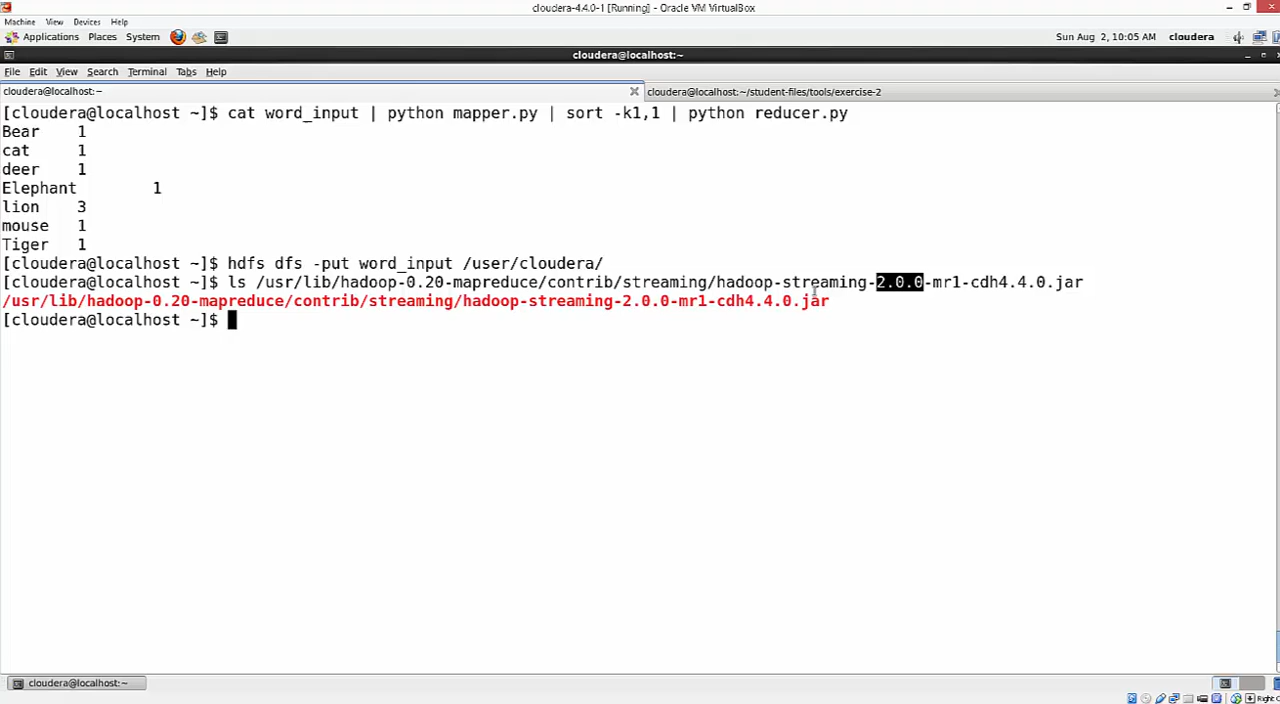 cloudera-4.4.0-1 [Running] - Oracle VM VirtualBox
Machine View Devices Help
Applications Places System Sun Aug 2, 10:05 AM cloudera
cloudera@localhost:~
File Edit View Search Terminal Tabs Help
cloudera@localhost:~ cloudera@localhost:~/student-files/tools/exercise-2
[cloudera@localhost ~]$ cat word_input | python mapper.py | sort -k1,1 | python reducer.py
Bear 1
cat 1
deer 1
Elephant 1
lion 3
mouse 1
Tiger 1
[cloudera@localhost ~]$ hdfs dfs -put word_input /user/cloudera/
[cloudera@localhost ~]$ ls /usr/lib/hadoop-0.20-mapreduce/contrib/streaming/hadoop-streaming-2.0.0-mr1-cdh4.4.0.jar
/usr/lib/hadoop-0.20-mapreduce/contrib/streaming/hadoop-streaming-2.0.0-mr1-cdh4.4.0.jar
[cloudera@localhost ~]$
cloudera@localhost:~
Right C